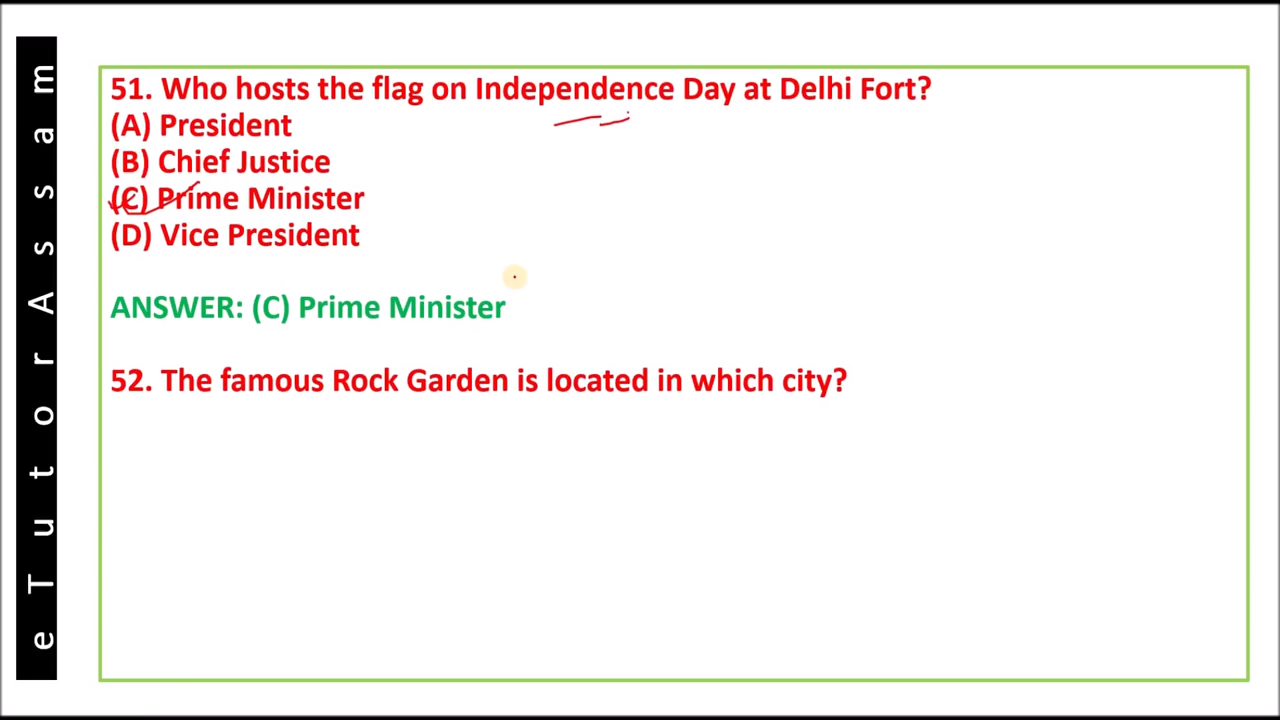 51. Who hosts the flag on Independence Day at Delhi Fort?
(A) President
(B) Chief Justice
(C) Prime Minister
(D) Vice President
ANSWER: (C) Prime Minister
52. The famous Rock Garden is located in which city?
eTutorAssam